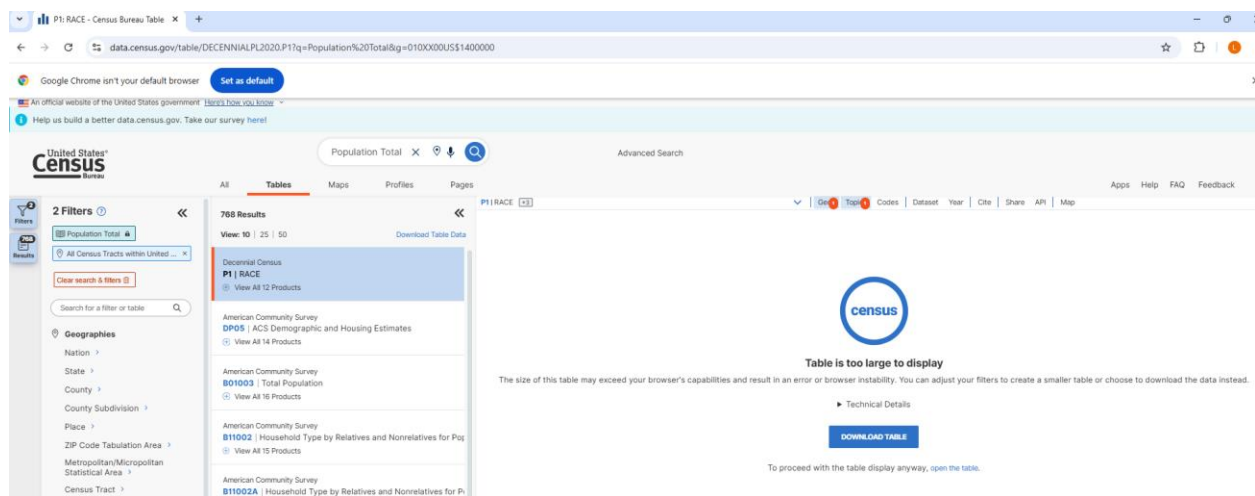 P1: RACE - Census Bureau Table
data.census.gov/table/DECENNIALPL2020.P1?q=Population%20Total&g=010XX00US$1400000
L
Google Chrome isn't your default browser Set as default
An official website of the United States government Here's how you know
Help us build a better data.census.gov. Take our survey here!
United States®
Census
Bureau
Population Total
Advanced Search
All Tables Maps Profiles Pages
Apps Help FAQ Feedback
2
Filters
768
Results
2 Filters
Population Total
All Census Tracts within United ...
Clear search & filters
Search for a filter or table
Geographies
Nation
State
County
County Subdivision
Place
ZIP Code Tabulation Area
Metropolitan/Micropolitan
Statistical Area
Census Tract
768 Results
View: 10 | 25 | 50 Download Table Data
Decennial Census
P1 | RACE
View All 12 Products
American Community Survey
DP05 | ACS Demographic and Housing Estimates
View All 14 Products
American Community Survey
B01003 | Total Population
View All 16 Products
American Community Survey
B11002 | Household Type by Relatives and Nonrelatives for Pop
View All 15 Products
American Community Survey
B11002A | Household Type by Relatives and Nonrelatives for P
P1 | RACE
1 1 Codes | Dataset Year | Cite | Share API | Map
census
Table is too large to display
The size of this table may exceed your browser's capabilities and result in an error or browser instability. You can adjust your filters to create a smaller table or choose to download the data instead.
Technical Details
DOWNLOAD TABLE
To proceed with the table display anyway, open the table.